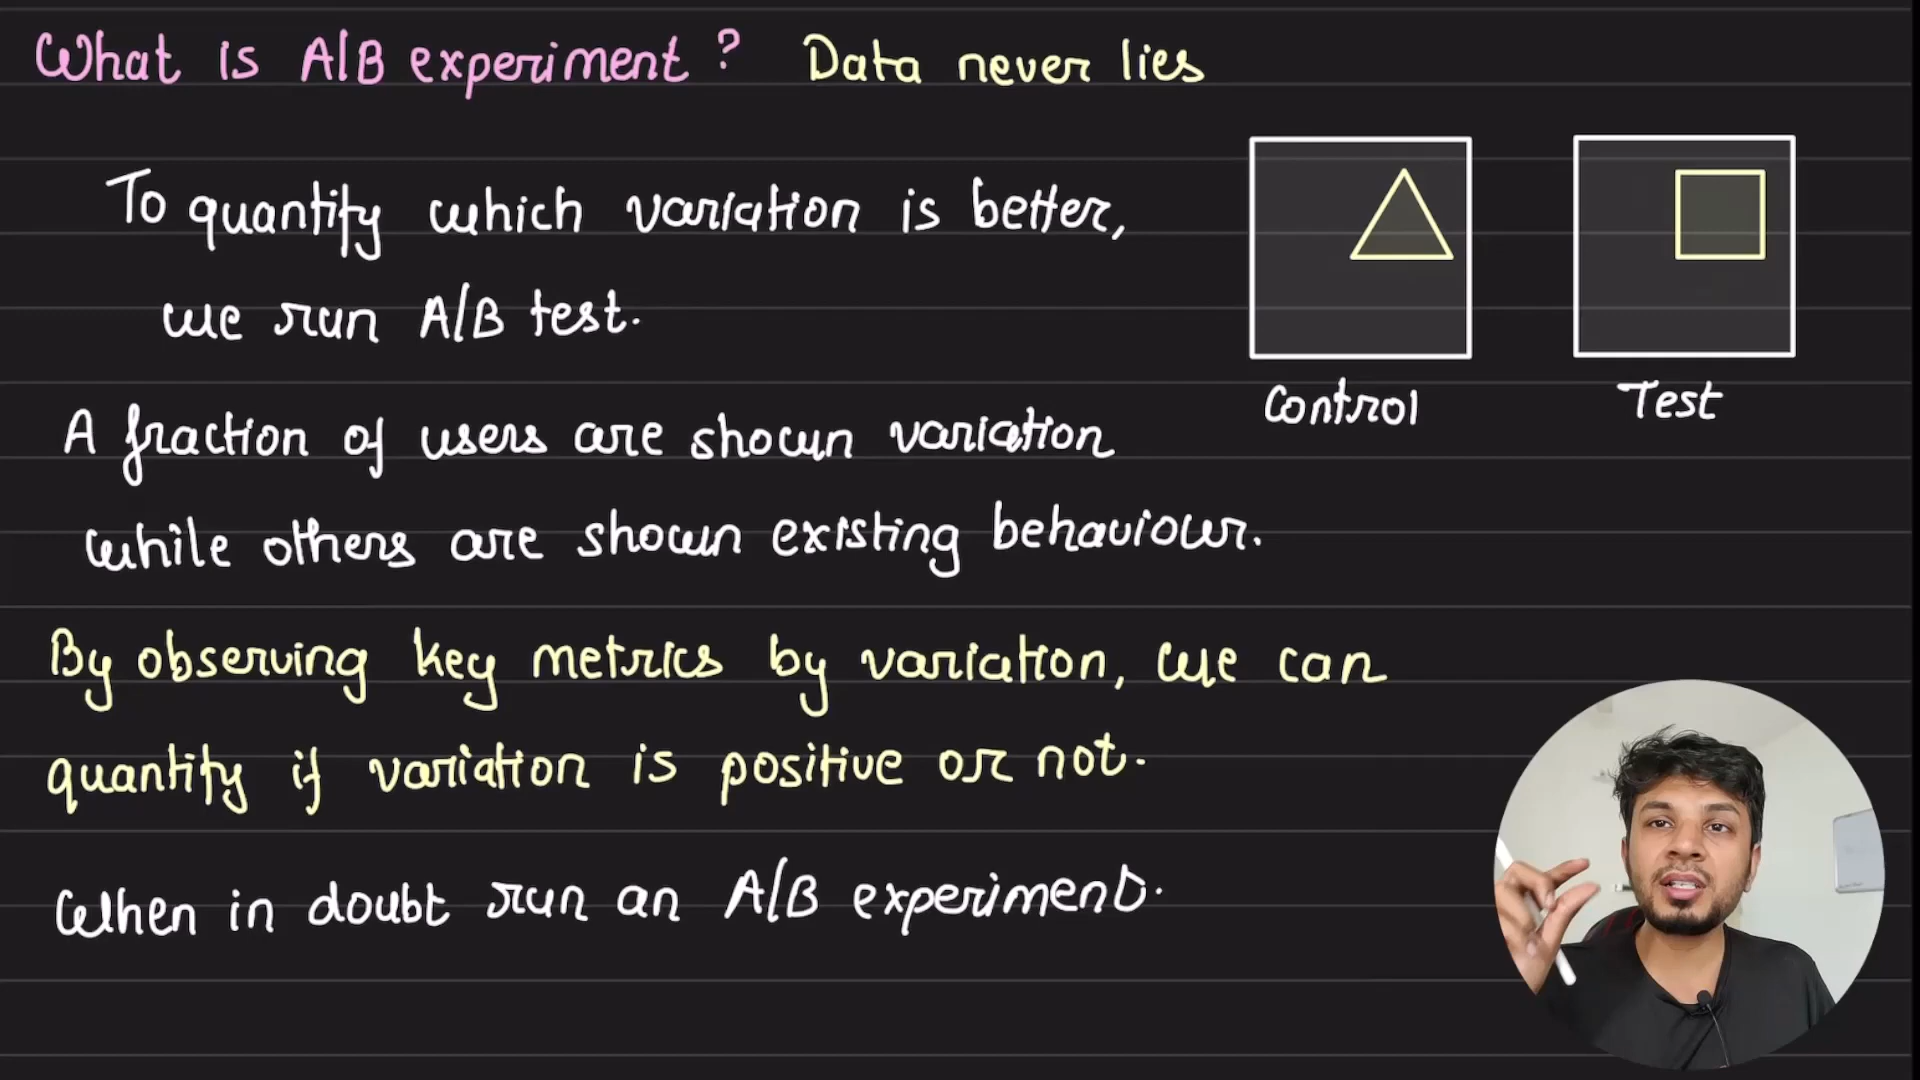 What is A/B experiment? Data never lies
To quantify which variation is better,
we run A/B test.
Control
Test
A fraction of users are shown variation
while others are shown existing behaviour.
By observing key metrics by variation, we can
quantify if variation is positive or not.
When in doubt run an A/B experiment.